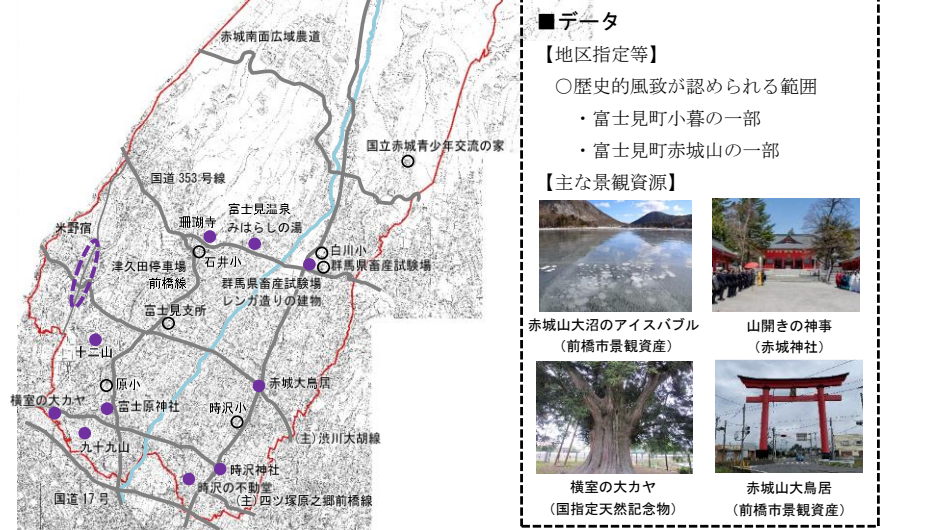 赤城南面広域農道
国立赤城青少年交流の家
国道353号線
富士見温泉
みはらしの湯
珊瑚寺
米野宿
白川小
石井小
群馬県畜産試験場
津久田停車場
前橋線
群馬県畜産試験場
レンガ造りの建物
富士見支所
十二山
原小
赤城大鳥居
横室の大カヤ
富士原神社
時沢小
九十九山
(主)渋川大胡線
時沢神社
時沢の不動堂
国道17号
(主)四ツ塚原之郷前橋線
■データ
【地区指定等】
○歴史的風致が認められる範囲
・富士見町小暮の一部
・富士見町赤城山の一部
【主な景観資源】
赤城山大沼のアイスバブル
(前橋市景観資産)
山開きの神事
(赤城神社)
横室の大カヤ
(国指定天然記念物)
赤城山大鳥居
(前橋市景観資産)